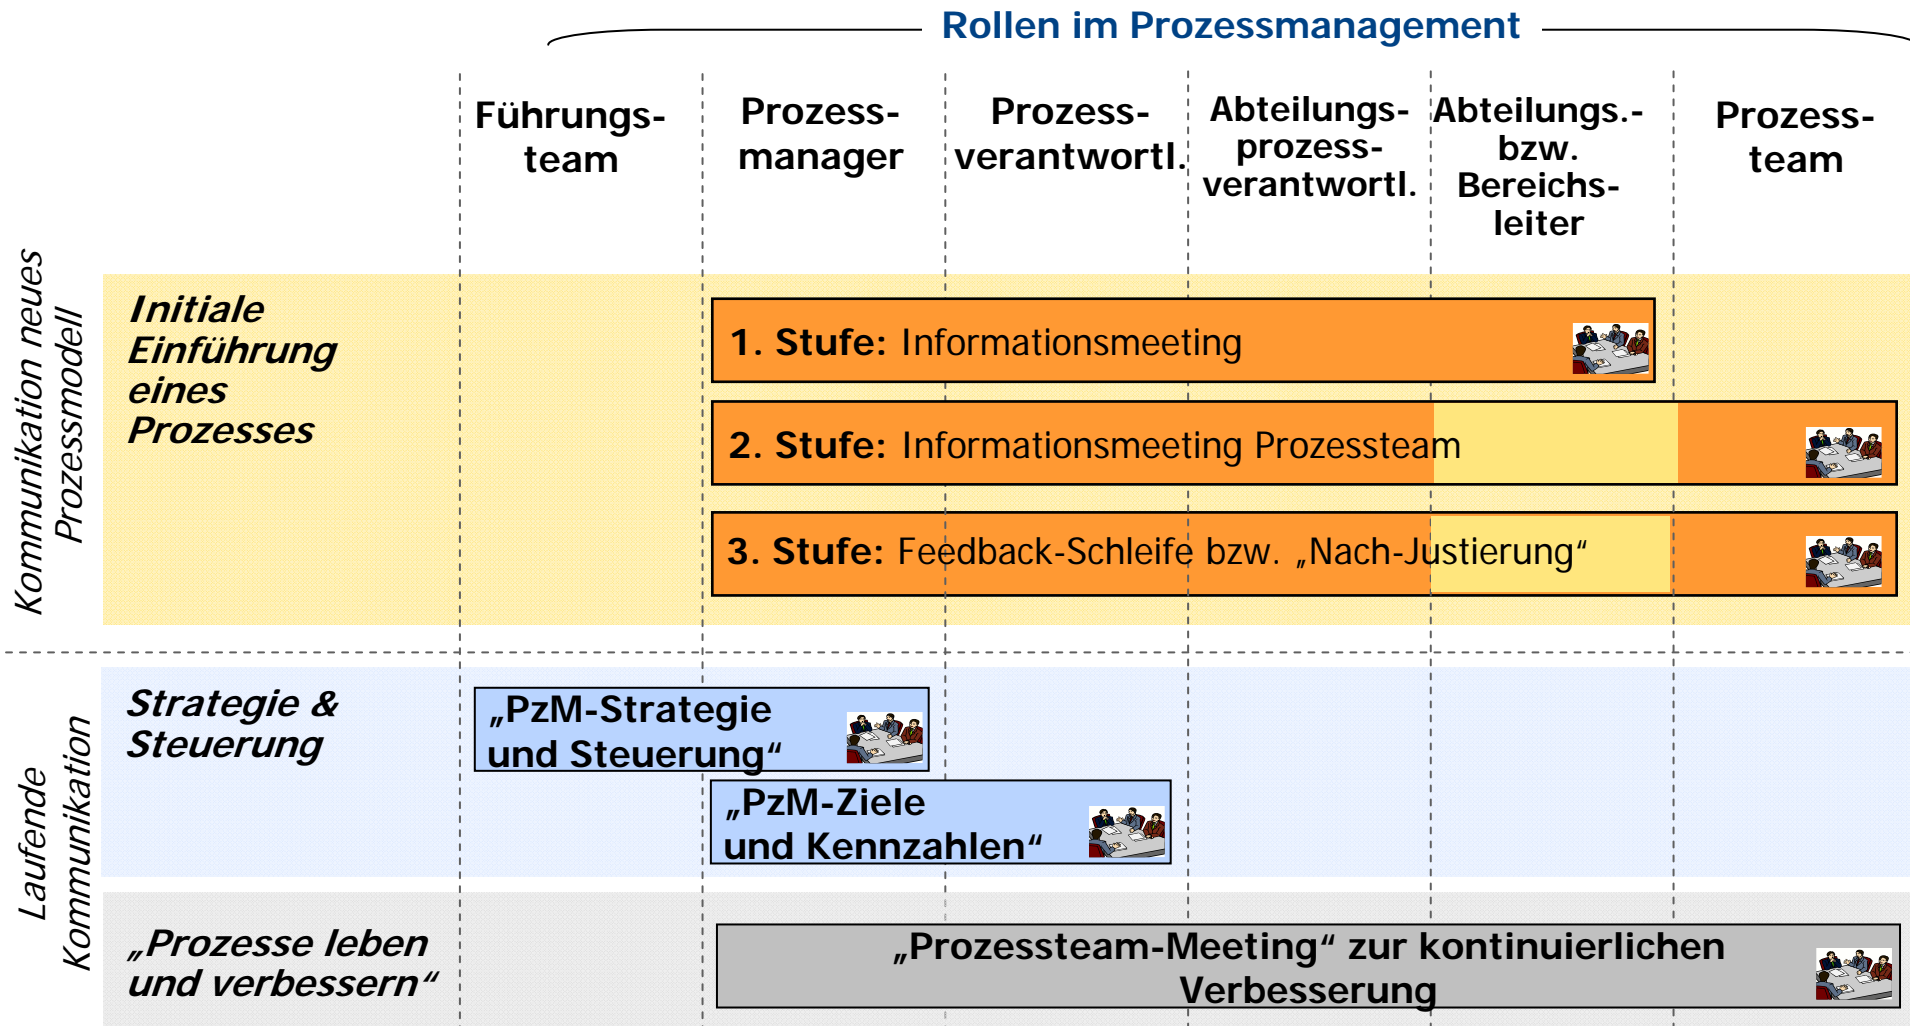 Rollen im Prozessmanagement
Führungs-
team
Prozess-
manager
Prozess-
verantwortl.
Abteilungs-
prozess-
verantwortl.
Abteilungs.-
bzw.
Bereichs-
leiter
Prozess-
team
Kommunikation neues
Prozessmodell
Initiale
Einführung
eines
Prozesses
1. Stufe: Informationsmeeting
2. Stufe: Informationsmeeting Prozessteam
3. Stufe: Feedback-Schleife bzw. „Nach-Justierung“
Laufende
Kommunikation
Strategie &
Steuerung
„PzM-Strategie
und Steuerung“
„PzM-Ziele
und Kennzahlen“
„Prozesse leben
und verbessern“
„Prozessteam-Meeting“ zur kontinuierlichen
Verbesserung